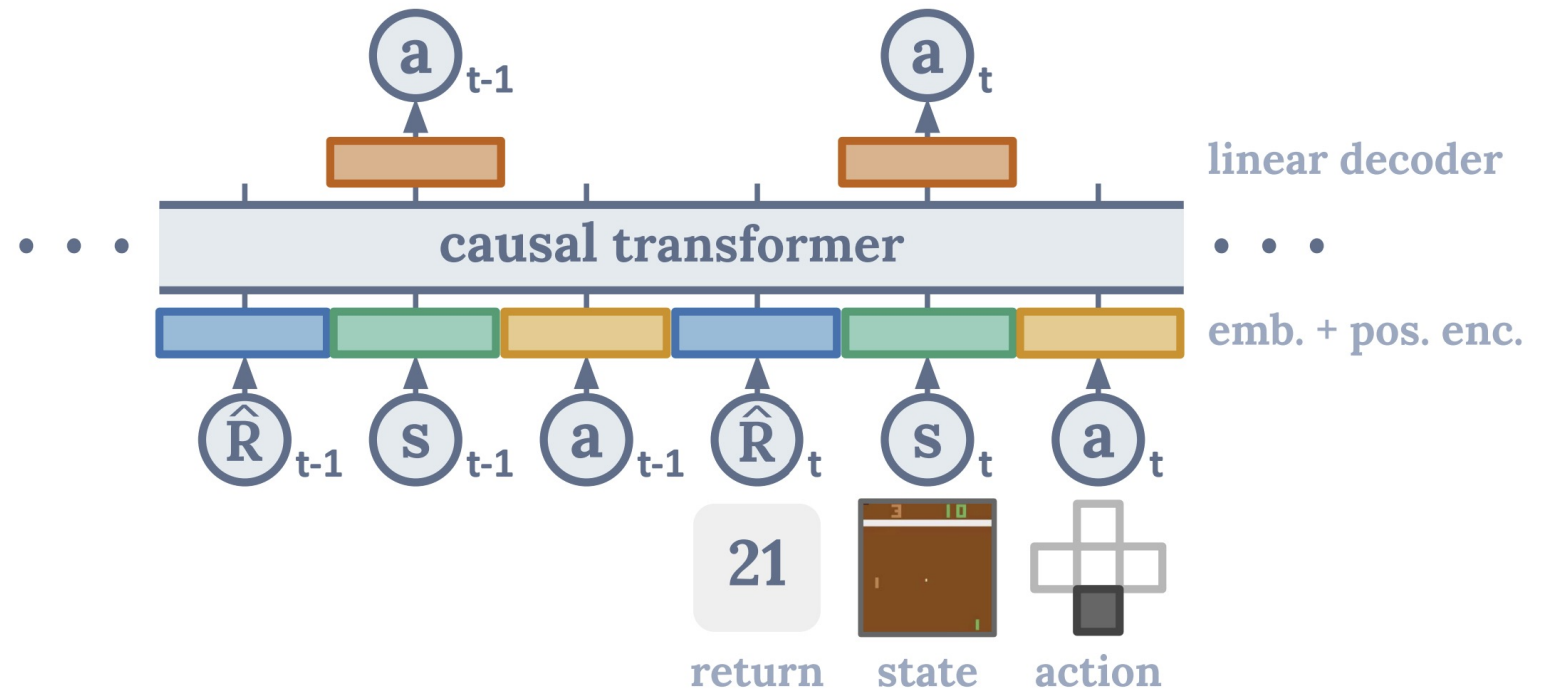 a t-1 a t
linear decoder
causal transformer
emb. + pos. enc.
R̂ t-1 s t-1 a t-1 R̂ t s t a t
3 10
21
return state action